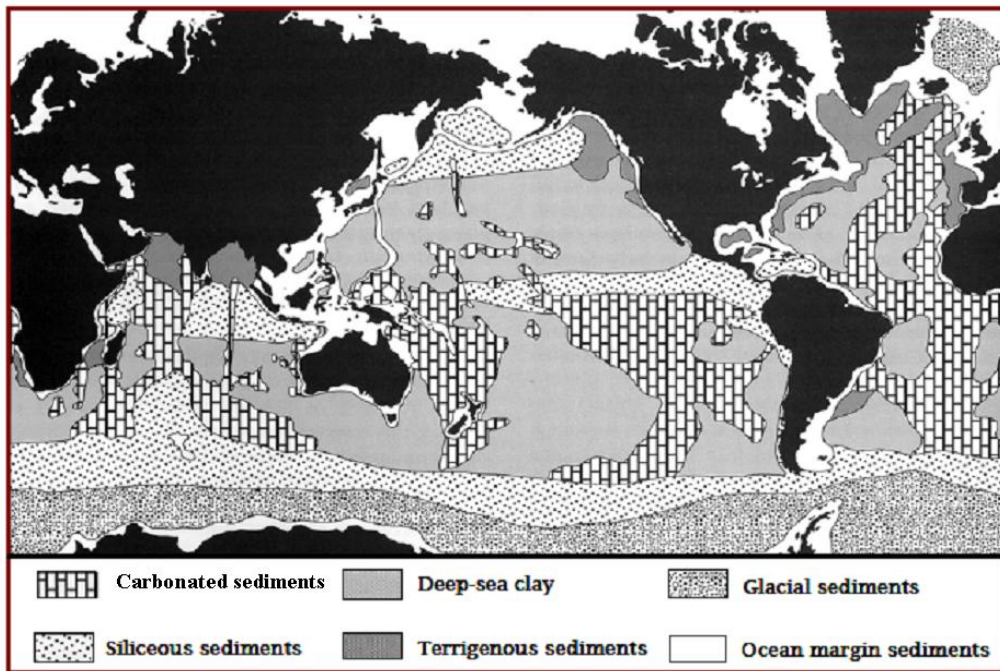 Carbonated sediments
Deep-sea clay
Glacial sediments
Siliceous sediments
Terrigenous sediments
Ocean margin sediments